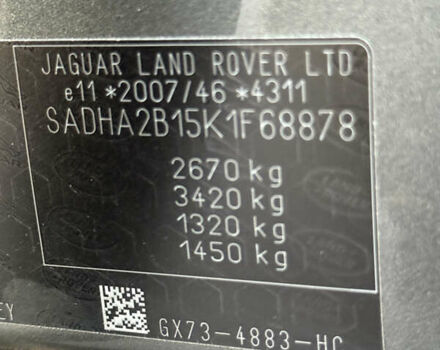 JAGUAR LAND ROVER LTD
e11*2007/46*4311
SADHA2B15K1F68878
2670 kg
3420 kg
1320 kg
1450 kg
GX73-4883-HC